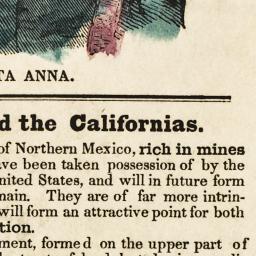 TA ANNA.
d the Californias.
of Northern Mexico, rich in mines
ve been taken possession of by the
nited States, and will in future form
main. They are of far more intrin-
will form an attractive point for both
tion.
ment, formed on the upper part of